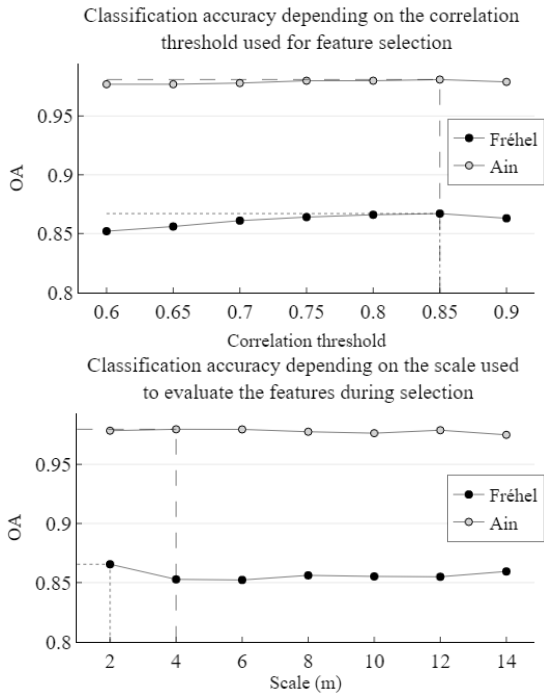 Classification accuracy depending on the correlation
threshold used for feature selection
0.95
0.9
0.85
0.8
OA
Fréhel
Ain
0.6 0.65 0.7 0.75 0.8 0.85 0.9
Correlation threshold
Classification accuracy depending on the scale used
to evaluate the features during selection
0.95
0.9
0.85
0.8
OA
Fréhel
Ain
2 4 6 8 10 12 14
Scale (m)